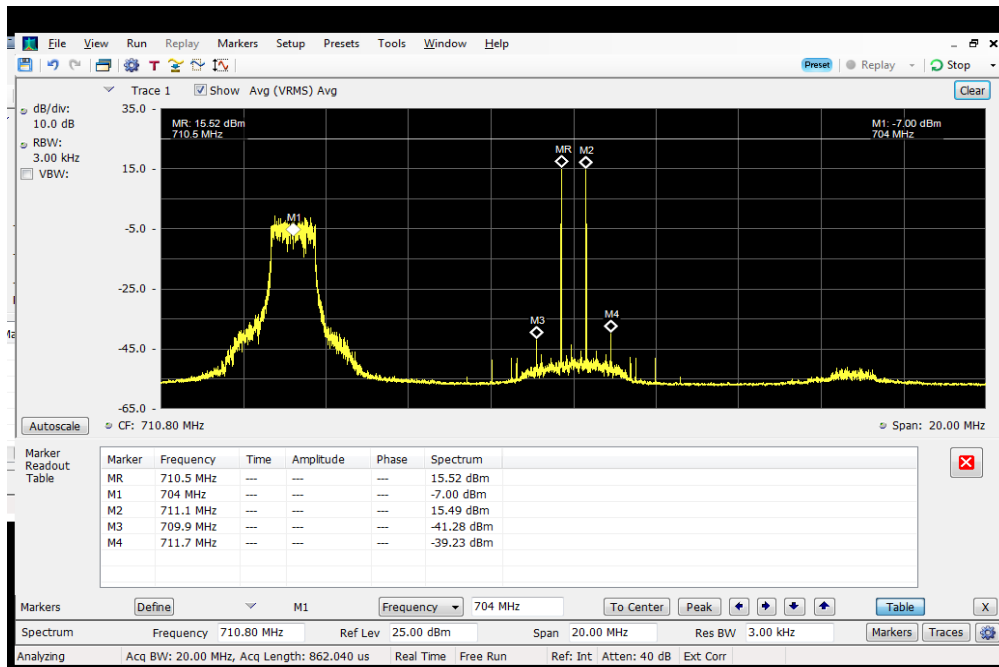 File View Run Replay Markers Setup Presets Tools Window Help
T Preset Replay Stop
Trace 1 Show Avg (VRMS) Avg Clear
dB/div:
10.0 dB
RBW:
3.00 kHz
VBW:
35.0
15.0
-5.0
-25.0
-45.0
-65.0
MR: 15.52 dBm
710.5 MHz
M1: -7.00 dBm
704 MHz
MR M2
M1
M3 M4
Autoscale CF: 710.80 MHz Span: 20.00 MHz
Marker
Readout
Table
Marker Frequency Time Amplitude Phase Spectrum
MR 710.5 MHz --- --- --- 15.52 dBm
M1 704 MHz --- --- --- -7.00 dBm
M2 711.1 MHz --- --- --- 15.49 dBm
M3 709.9 MHz --- --- --- -41.28 dBm
M4 711.7 MHz --- --- --- -39.23 dBm
Markers Define M1 Frequency 704 MHz To Center Peak Table X
Spectrum Frequency 710.80 MHz Ref Lev 25.00 dBm Span 20.00 MHz Res BW 3.00 kHz Markers Traces
Analyzing Acq BW: 20.00 MHz, Acq Length: 862.040 us Real Time Free Run Ref: Int Atten: 40 dB Ext Corr